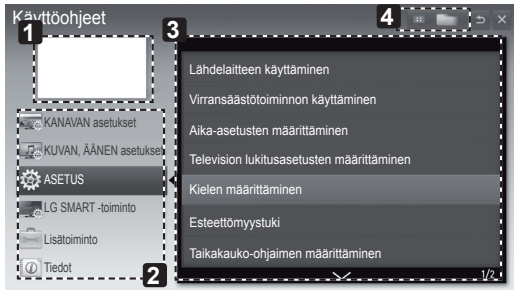 Käyttöohjeet
1
3
4
KANAVAN asetukset
KUVAN, ÄÄNEN asetukset
ASETUS
LG SMART -toiminto
Lisätoiminto
Tiedot
2
Lähdelaitteen käyttäminen
Virransäästötoiminnon käyttäminen
Aika-asetusten määrittäminen
Television lukitusasetusten määrittäminen
Kielen määrittäminen
Esteettömyystuki
Taikakauko-ohjaimen määrittäminen
1/2